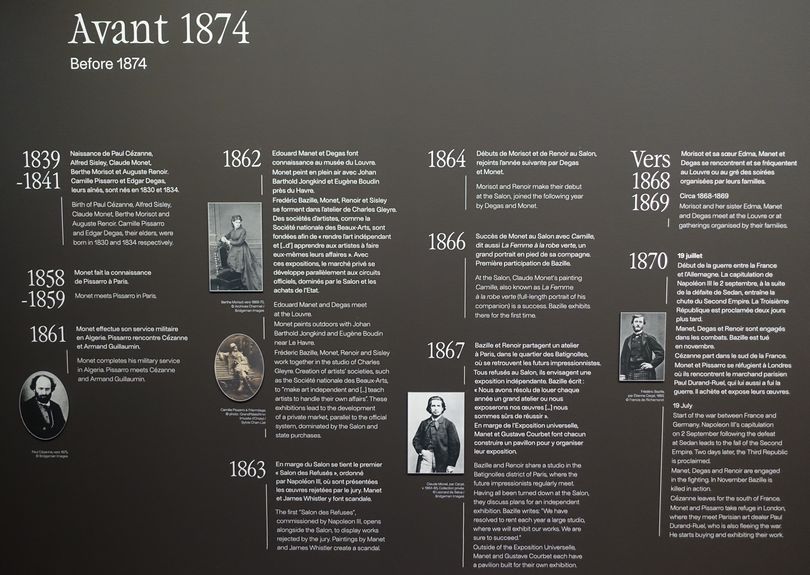 Avant 1874
Before 1874
1839
-1841
Naissance de Paul Cézanne,
Alfred Sisley, Claude Monet,
Berthe Morisot et Auguste Renoir.
Camille Pissarro et Edgar Degas,
leurs aînés, sont nés en 1830 et 1834.
Birth of Paul Cézanne, Alfred Sisley,
Claude Monet, Berthe Morisot and
Auguste Renoir. Camille Pissarro
and Edgar Degas, their elders, were
born in 1830 and 1834 respectively.
1858
-1859
Monet fait la connaissance
de Pissarro à Paris.
Monet meets Pissarro in Paris.
1861
Monet effectue son service militaire
en Algérie. Pissarro rencontre Cézanne
et Armand Guillaumin.
Monet completes his military service
in Algeria. Pissarro meets Cézanne
and Armand Guillaumin.
Paul Cézanne, vers 1875.
© Bridgeman Images
1862
Edouard Manet et Degas font
connaissance au musée du Louvre.
Monet peint en plein air avec Johan
Barthold Jongkind et Eugène Boudin
près du Havre.
Frédéric Bazille, Monet, Renoir et Sisley
se forment dans l'atelier de Charles Gleyre.
Des sociétés d'artistes, comme la
Société nationale des Beaux-Arts, sont
fondées afin de « rendre l'art indépendant
et [...d'] apprendre aux artistes à faire
eux-mêmes leurs affaires ». Avec
ces expositions, le marché privé se
développe parallèlement aux circuits
officiels, dominés par le Salon et les
achats de l'Etat.
Edouard Manet and Degas meet
at the Louvre.
Monet paints outdoors with Johan
Barthold Jongkind and Eugène Boudin
near Le Havre.
Frédéric Bazille, Monet, Renoir and Sisley
work together in the studio of Charles
Gleyre. Creation of artists' societies, such
as the Société nationale des Beaux-Arts,
to "make art independent and [...] teach
artists to handle their own affairs". These
exhibitions lead to the development
of a private market, parallel to the official
system, dominated by the Salon and
state purchases.
1863
En marge du Salon se tient le premier
« Salon des Refusés », ordonné
par Napoléon III, où sont présentées
les œuvres rejetées par le jury. Manet
et James Whistler y font scandale.
The first "Salon des Refuses",
commissioned by Napoleon III, opens
alongside the Salon, to display works
rejected by the jury. Paintings by Manet
and James Whistler create a scandal.
1864
Débuts de Morisot et de Renoir au Salon,
rejoints l'année suivante par Degas
et Monet.
Morisot and Renoir make their debut
at the Salon, joined the following year
by Degas and Monet.
1866
Succès de Monet au Salon avec Camille,
dit aussi La Femme à la robe verte, un
grand portrait en pied de sa compagne.
Première participation de Bazille.
At the Salon, Claude Monet's painting
Camille, also known as La Femme
à la robe verte (full-length portrait of his
companion) is a success. Bazille exhibits
there for the first time.
1867
Bazille et Renoir partagent un atelier
à Paris, dans le quartier des Batignolles,
où se retrouvent les futurs impressionnistes.
Tous refusés au Salon, ils envisagent une
exposition indépendante. Bazille écrit :
« Nous avons résolu de louer chaque
année un grand atelier ou nous
exposerons nos œuvres [...] nous
sommes sûrs de réussir ».
En marge de l'Exposition universelle,
Manet et Gustave Courbet font chacun
construire un pavillon pour y organiser
leur exposition.
Bazille and Renoir share a studio in the
Batignolles district of Paris, where the
future impressionists regularly meet.
Having all been turned down at the Salon,
they discuss plans for an independent
exhibition. Bazille writes: "We have
resolved to rent each year a large studio,
where we will exhibit our work. We are
sure to succeed."
Outside of the Exposition Universelle,
Manet and Gustave Courbet each have
a pavilion built for their own exhibition.
Vers
1868
1869
Morisot et sa sœur Edma, Manet et
Degas se rencontrent et se fréquentent
au Louvre ou au gré des soirées
organisées par leurs familles.
Circa 1868-1869
Morisot and her sister Edma, Manet
and Degas meet at the Louvre or at
gatherings organised by their families.
1870
19 juillet
Début de la guerre entre la France
et l'Allemagne. La capitulation de
Napoléon III le 2 septembre, à la suite
de la défaite de Sedan, entraîne la
chute du Second Empire. La Troisième
République est proclamée deux jours
plus tard.
Manet, Degas et Renoir sont engagés
dans les combats. Bazille est tué
en novembre.
Cézanne part dans le sud de la France.
Monet et Pissarro se réfugient à Londres
où ils rencontrent le marchand parisien
Paul Durand-Ruel, qui lui aussi a fui la
guerre. Il achète et expose leurs œuvres.
19 July
Start of the war between France and
Germany. Napoleon III's capitulation
on 2 September following the defeat
at Sedan leads to the fall of the Second
Empire. Two days later, the Third Republic
is proclaimed.
Manet, Degas and Renoir are engaged
in the fighting. In November Bazille is
killed in action.
Cézanne leaves for the south of France.
Monet and Pissarro take refuge in London,
where they meet Parisian art dealer Paul
Durand-Ruel, who is also fleeing the war.
He starts buying and exhibiting their work.